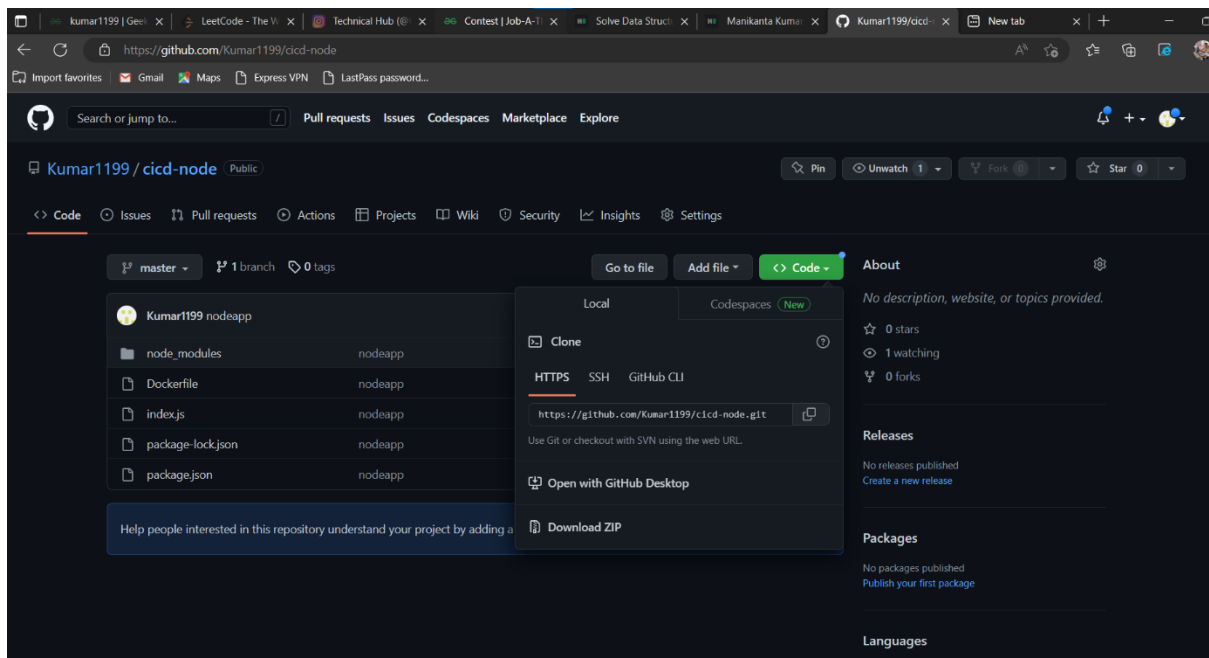 kumar1199 | Geek
LeetCode - The W
Technical Hub (@
Contest | Job-A-Th
Solve Data Struct
Manikanta Kumar
Kumar1199/cicd-
New tab
https://github.com/Kumar1199/cicd-node
Import favorites Gmail Maps Express VPN LastPass password...
Search or jump to... / Pull requests Issues Codespaces Marketplace Explore
Kumar1199 / cicd-node Public Pin Unwatch 1 Fork 0 Star 0
<> Code Issues Pull requests Actions Projects Wiki Security Insights Settings
master 1 branch 0 tags Go to file Add file <> Code
Kumar1199 nodeapp
node_modules nodeapp
Dockerfile nodeapp
index.js nodeapp
package-lock.json nodeapp
package.json nodeapp
Help people interested in this repository understand your project by adding a
Local Codespaces New
Clone
HTTPS SSH GitHub CLI
https://github.com/Kumar1199/cicd-node.git
Use Git or checkout with SVN using the web URL.
Open with GitHub Desktop
Download ZIP
About
No description, website, or topics provided.
0 stars
1 watching
0 forks
Releases
No releases published
Create a new release
Packages
No packages published
Publish your first package
Languages